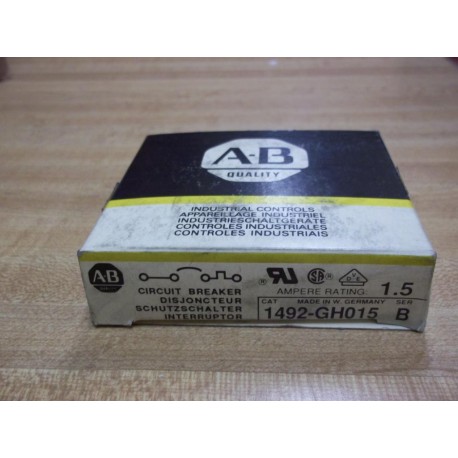 A-B
QUALITY
INDUSTRIAL CONTROLS
APPAREILLAGE INDUSTRIEL
INDUSTRIESCHALTGERÄTE
CONTROLES INDUSTRIALES
CONTROLES INDUSTRIAIS
A-B
CIRCUIT BREAKER
DISJONCTEUR
SCHUTZSCHALTER
INTERRUPTOR
AMPERE RATING: 1.5
CAT MADE IN W. GERMANY SER
1492-GH015 B